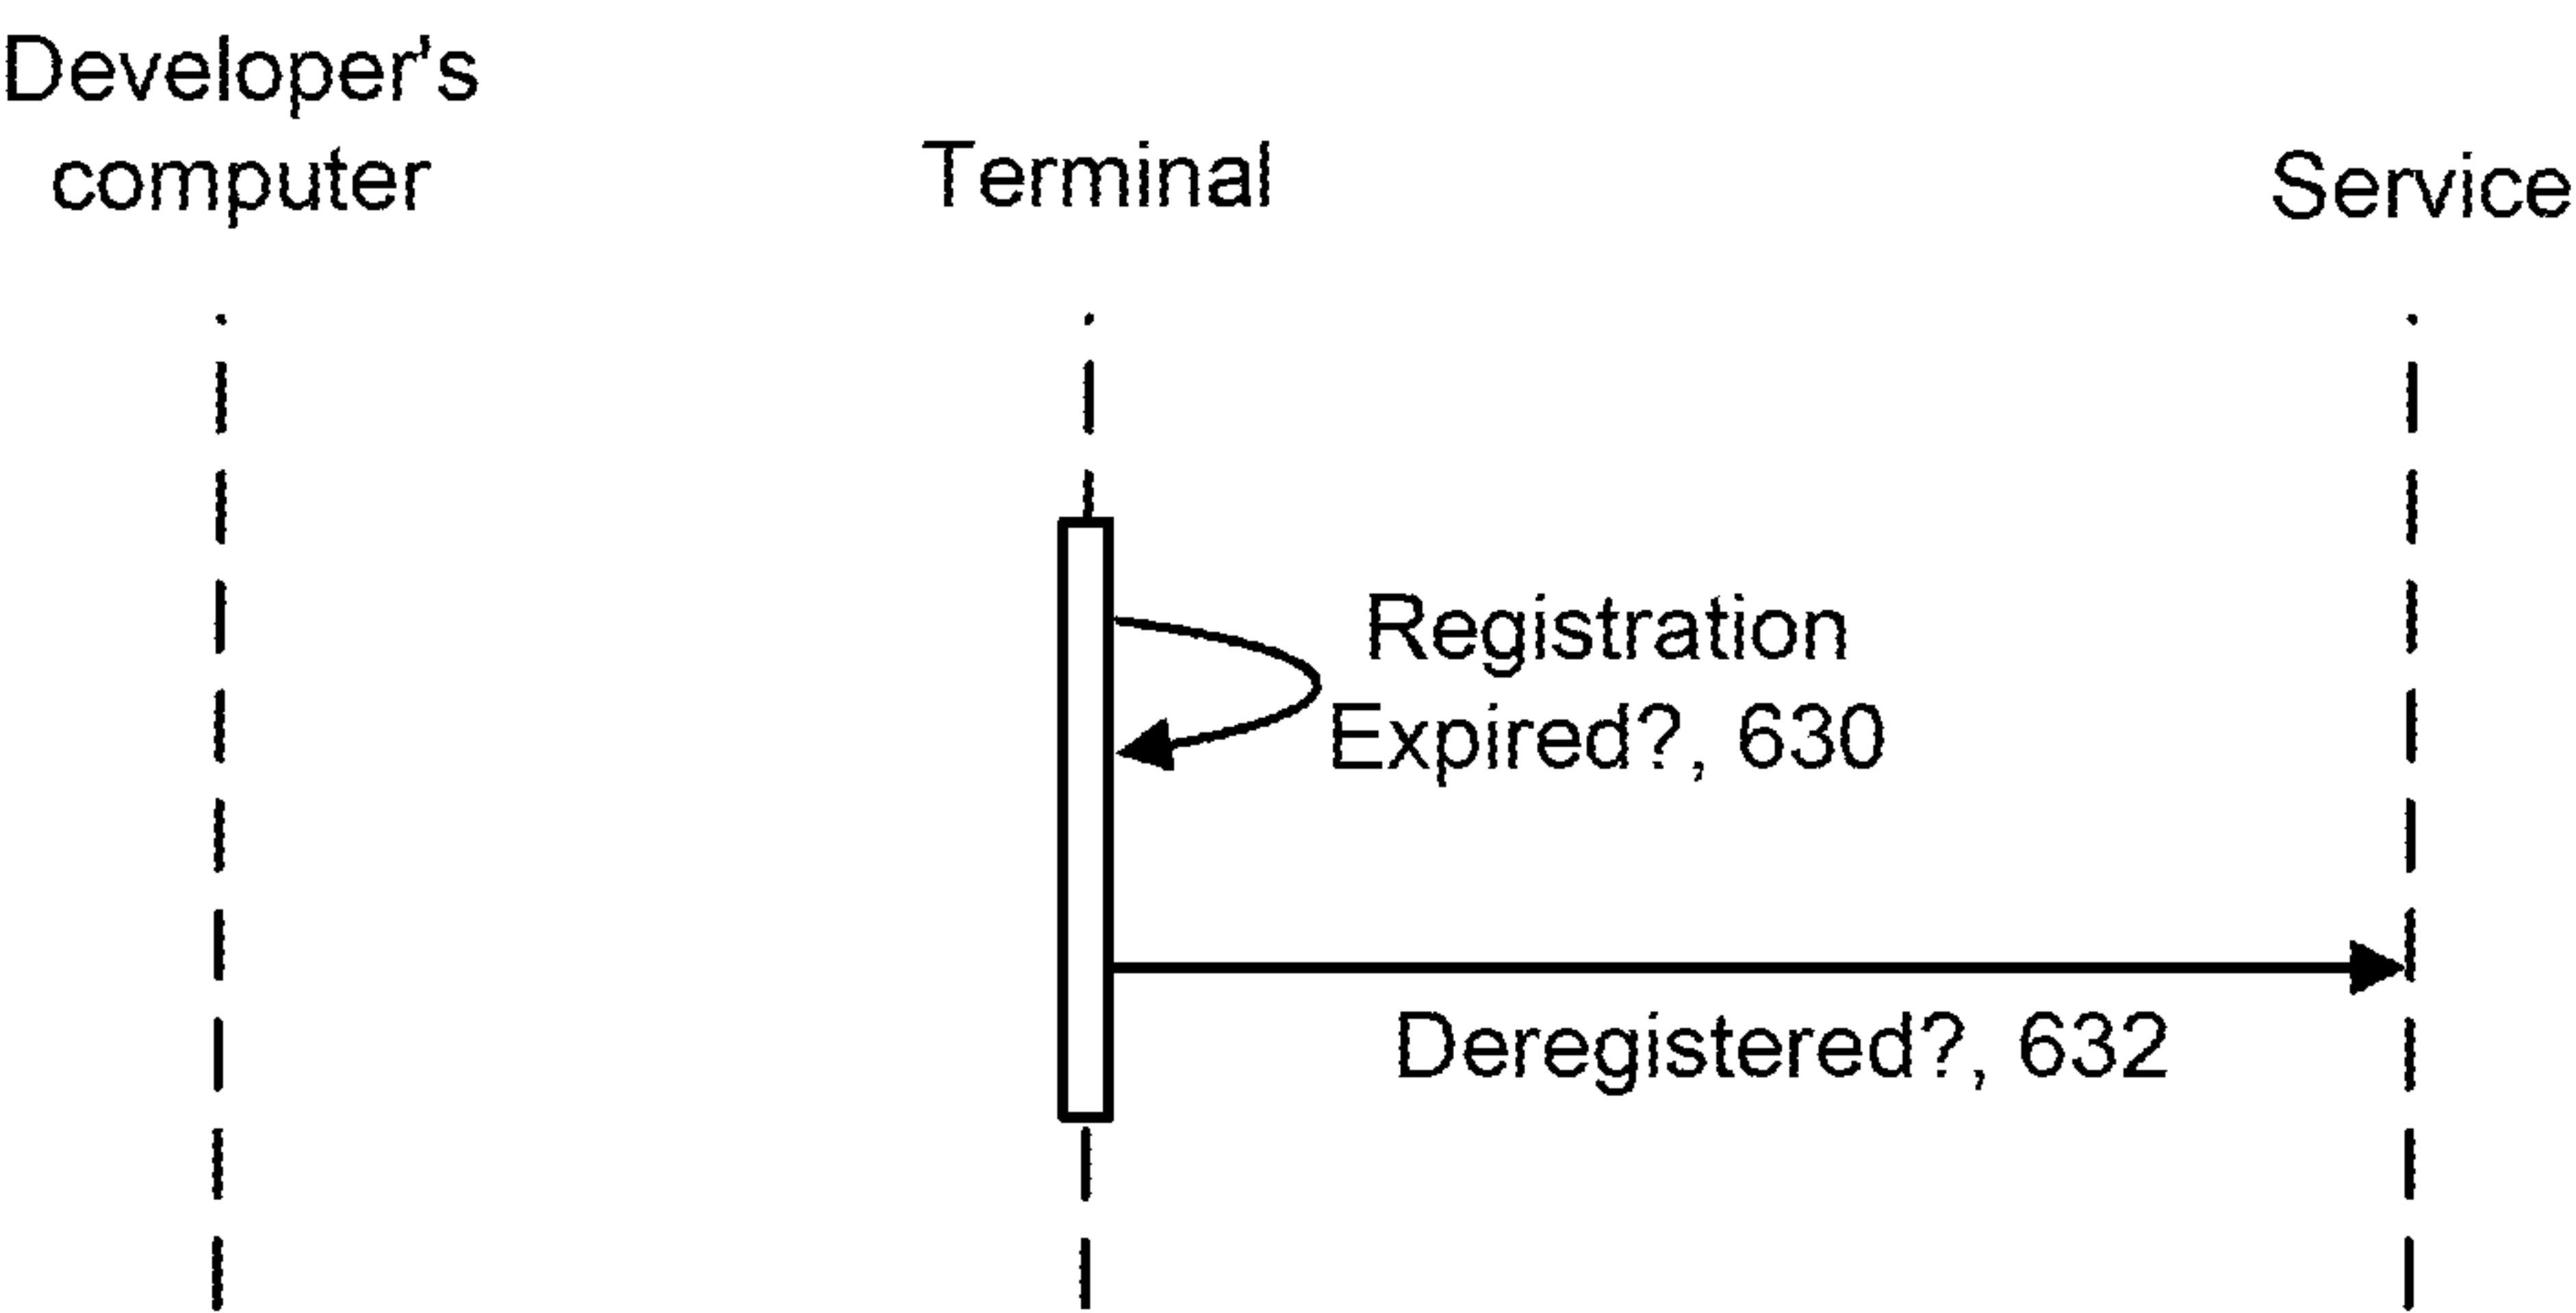 Developer's
computer
Terminal
Service
Registration
Expired?, 630
Deregistered?, 632